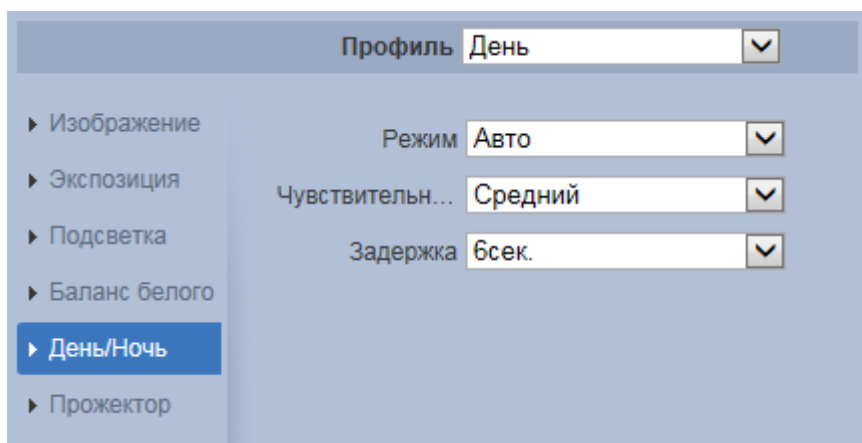 Профиль День
Изображение
Экспозиция
Подсветка
Баланс белого
День/Ночь
Прожектор
Режим Авто
Чувствительн... Средний
Задержка 6сек.